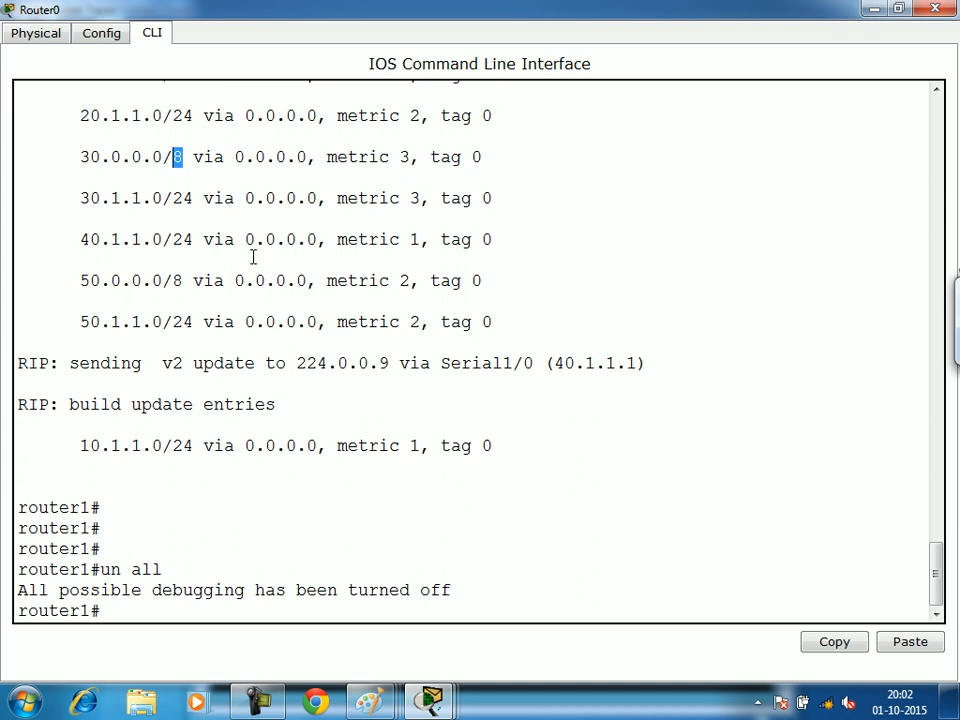 Router0
Physical Config CLI
IOS Command Line Interface
20.1.1.0/24 via 0.0.0.0, metric 2, tag 0
30.0.0.0/8 via 0.0.0.0, metric 3, tag 0
30.1.1.0/24 via 0.0.0.0, metric 3, tag 0
40.1.1.0/24 via 0.0.0.0, metric 1, tag 0
50.0.0.0/8 via 0.0.0.0, metric 2, tag 0
50.1.1.0/24 via 0.0.0.0, metric 2, tag 0
RIP: sending  v2 update to 224.0.0.9 via Serial1/0 (40.1.1.1)
RIP: build update entries
10.1.1.0/24 via 0.0.0.0, metric 1, tag 0
router1#
router1#
router1#
router1#un all
All possible debugging has been turned off
router1#
Copy Paste
20:02
01-10-2015